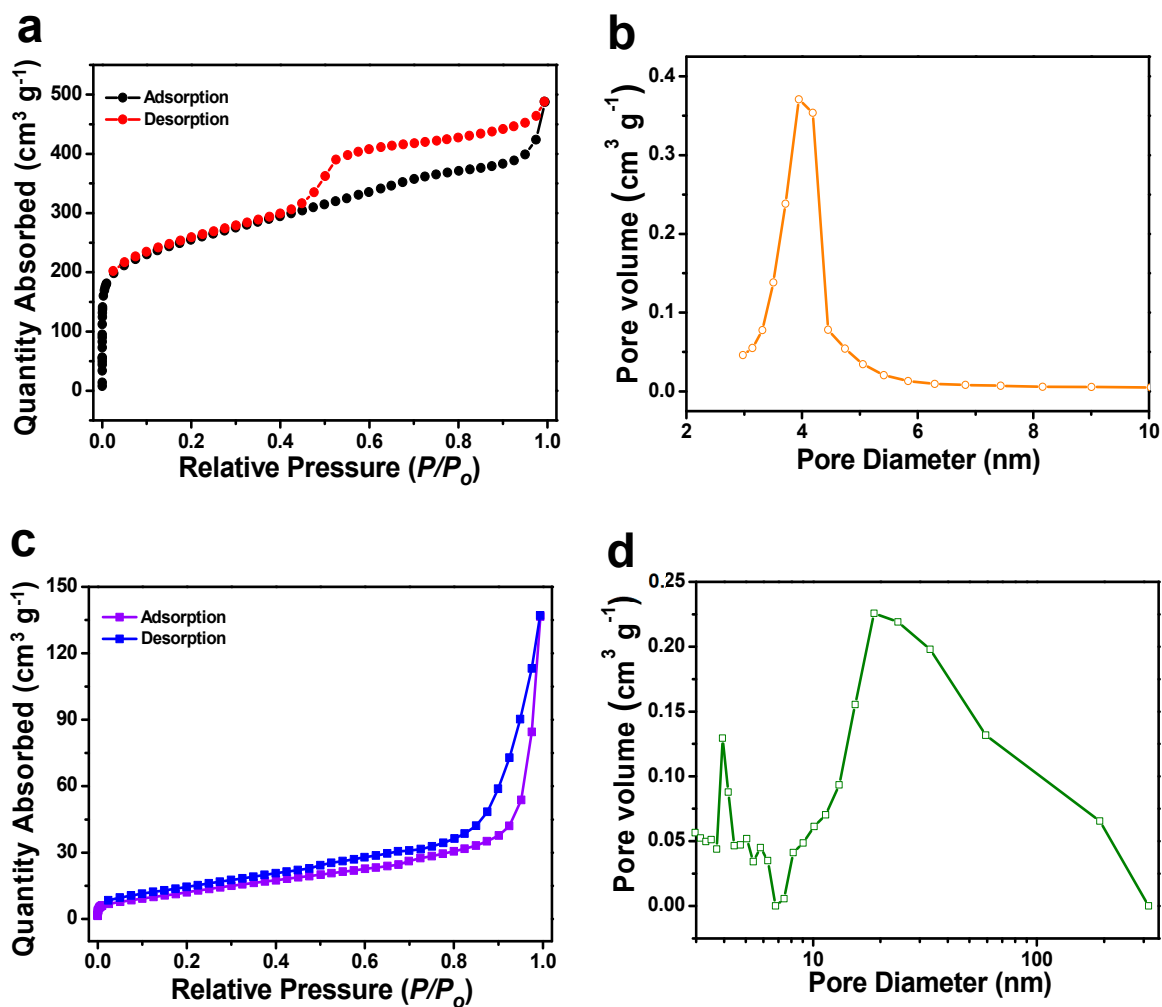 a
Quantity Absorbed (cm³ g⁻¹)
500
400
300
200
100
0
Adsorption
Desorption
0.0 0.2 0.4 0.6 0.8 1.0
Relative Pressure (P/Pₒ)
b
Pore volume (cm³ g⁻¹)
0.4
0.3
0.2
0.1
0.0
2 4 6 8 10
Pore Diameter (nm)
c
Quantity Absorbed (cm³ g⁻¹)
150
120
90
60
30
0
Adsorption
Desorption
0.0 0.2 0.4 0.6 0.8 1.0
Relative Pressure (P/Pₒ)
d
Pore volume (cm³ g⁻¹)
0.25
0.20
0.15
0.10
0.05
0.00
10 100
Pore Diameter (nm)